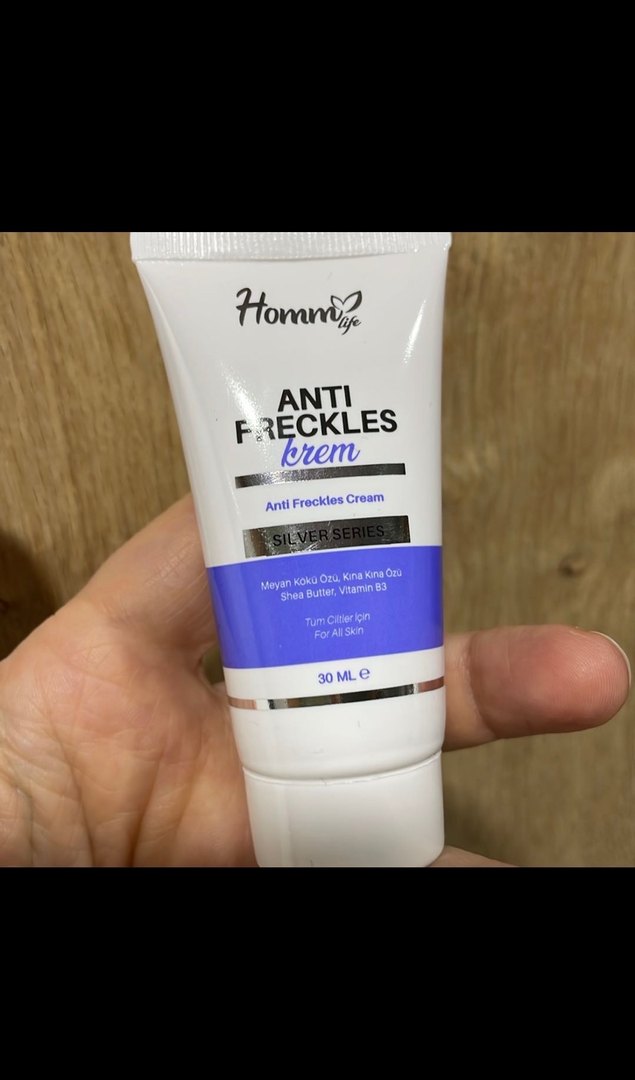 Homm
life
ANTI
FRECKLES
krem
Anti Freckles Cream
SILVER SERIES
Meyan Kökü Özü, Kına Kına Özü
Shea Butter, Vitamin B3
Tüm Ciltler İçin
For All Skin
30 ML ℮